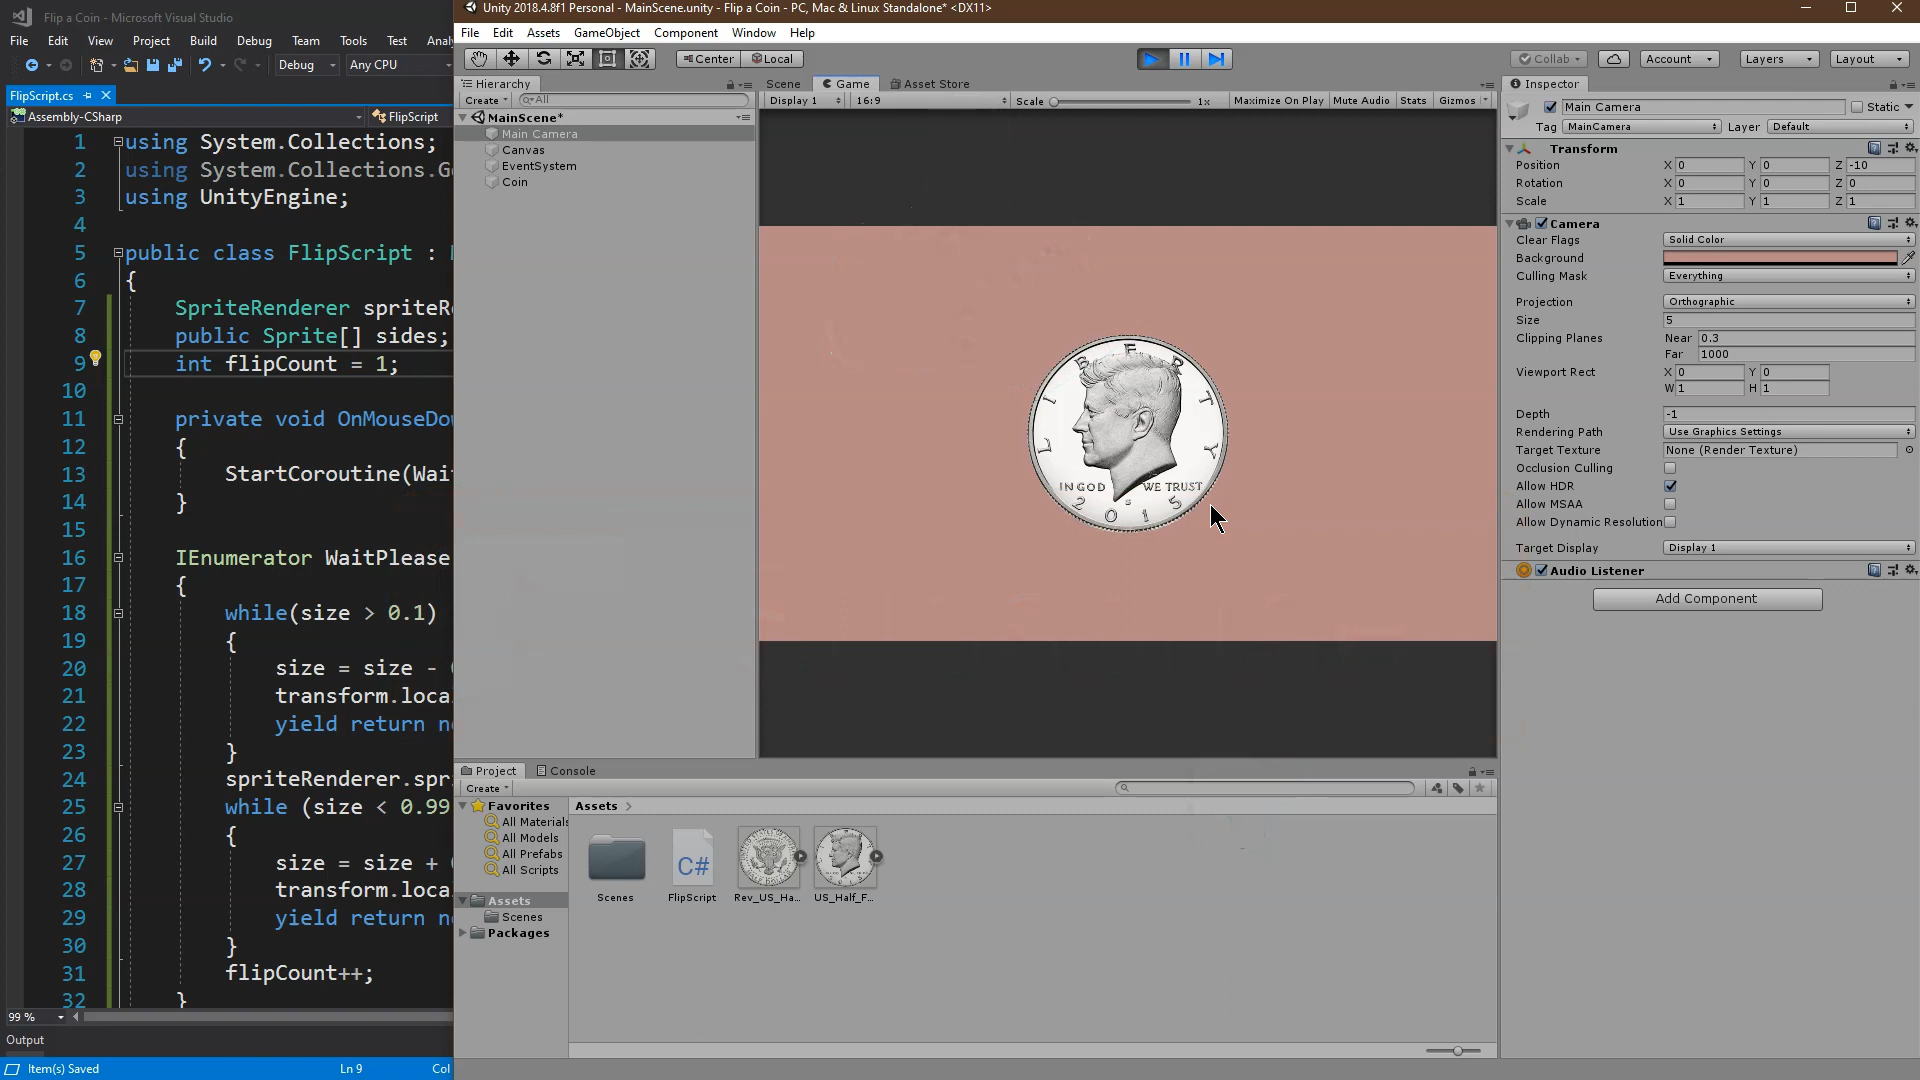 Flip a Coin - Microsoft Visual Studio
File Edit View Project Build Debug Team Tools Test Analy
Debug Any CPU
FlipScript.cs
Assembly-CSharp FlipScript
1 using System.Collections;
2 using System.Collections.Ge
3 using UnityEngine;
4
5 public class FlipScript :
6 {
7 SpriteRenderer spriteRe
8 public Sprite[] sides;
9 int flipCount = 1;
10
11 private void OnMouseDow
12 {
13 StartCoroutine(Wait
14 }
15
16 IEnumerator WaitPlease
17 {
18 while(size > 0.1)
19 {
20 size = size -
21 transform.loca
22 yield return ne
23 }
24 spriteRenderer.spr
25 while (size < 0.99
26 {
27 size = size +
28 transform.loca
29 yield return ne
30 }
31 flipCount++;
32 }
99 %
Output
Item(s) Saved Ln 9 Col
Unity 2018.4.8f1 Personal - MainScene.unity - Flip a Coin - PC, Mac & Linux Standalone* <DX11>
File Edit Assets GameObject Component Window Help
Center Local Collab Account Layers Layout
Hierarchy
Create All
MainScene*
Main Camera
Canvas
EventSystem
Coin
Scene Game Asset Store
Display 1 16:9 Scale 1x Maximize On Play Mute Audio Stats Gizmos
LIBERTY
IN GOD WE TRUST
S
2015
Project Console
Create
Favorites
All Materials
All Models
All Prefabs
All Scripts
Assets
Scenes
Packages
Assets
Scenes FlipScript Rev_US_Ha... US_Half_F...
C#
Inspector
Main Camera Static
Tag MainCamera Layer Default
Transform
Position X 0 Y 0 Z -10
Rotation X 0 Y 0 Z 0
Scale X 1 Y 1 Z 1
Camera
Clear Flags Solid Color
Background
Culling Mask Everything
Projection Orthographic
Size 5
Clipping Planes Near 0.3
Far 1000
Viewport Rect X 0 Y 0
W 1 H 1
Depth -1
Rendering Path Use Graphics Settings
Target Texture None (Render Texture)
Occlusion Culling
Allow HDR
Allow MSAA
Allow Dynamic Resolution
Target Display Display 1
Audio Listener
Add Component